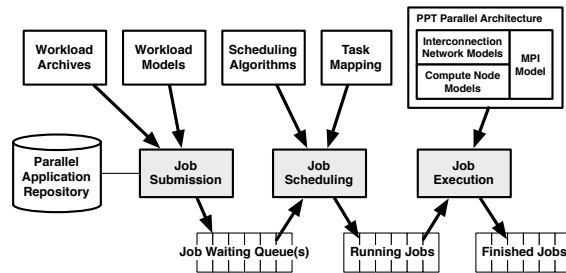 PPT Parallel Architecture
Workload
Archives
Workload
Models
Scheduling
Algorithms
Task
Mapping
Interconnection
Network Models
Compute Node
Models
MPI
Model
Parallel
Application
Repository
Job
Submission
Job
Scheduling
Job
Execution
Job Waiting Queue(s)
Running Jobs
Finished Jobs